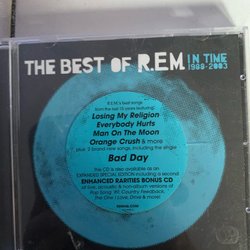 THE BEST OF R.E.M. IN TIME
1988-2003
R.E.M.'s best songs
from the last 15 years featuring:
Losing My Religion
Everybody Hurts
Man On The Moon
Orange Crush & more
plus 2 brand new songs, including the single
Bad Day
This CD is also available as an
EXPANDED SPECIAL EDITION including a second
ENHANCED RARITIES BONUS CD
of live, acoustic & non-album versions of
Pop Song '89, Country Feedback,
The One I Love, Drive & more!